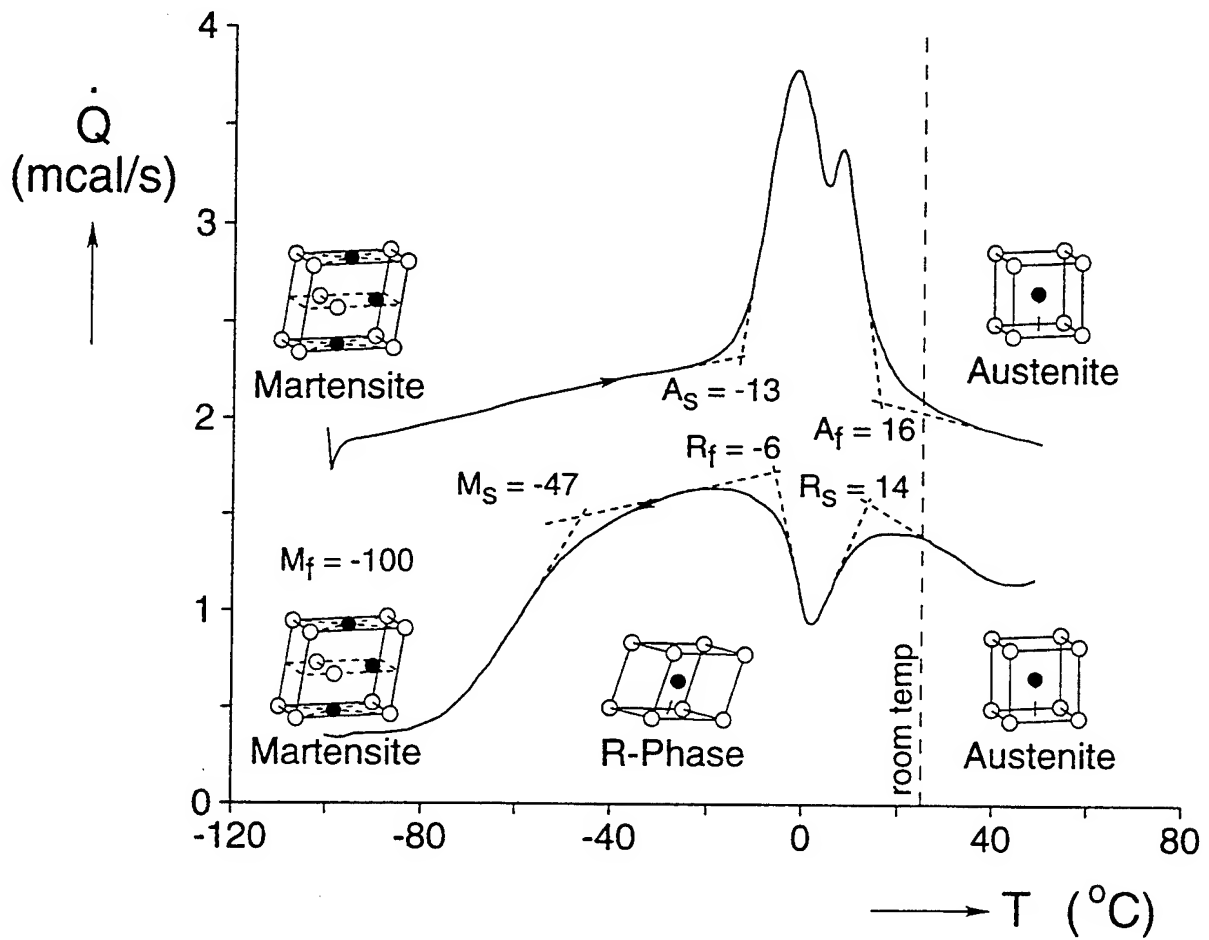 4
Q̇
(mcal/s)
3
Martensite
Austenite
A_S = -13
2
A_f = 16
R_f = -6
M_S = -47
R_S = 14
M_f = -100
1
room temp
Martensite
R-Phase
Austenite
0
-120 -80 -40 0 40 80
T (°C)